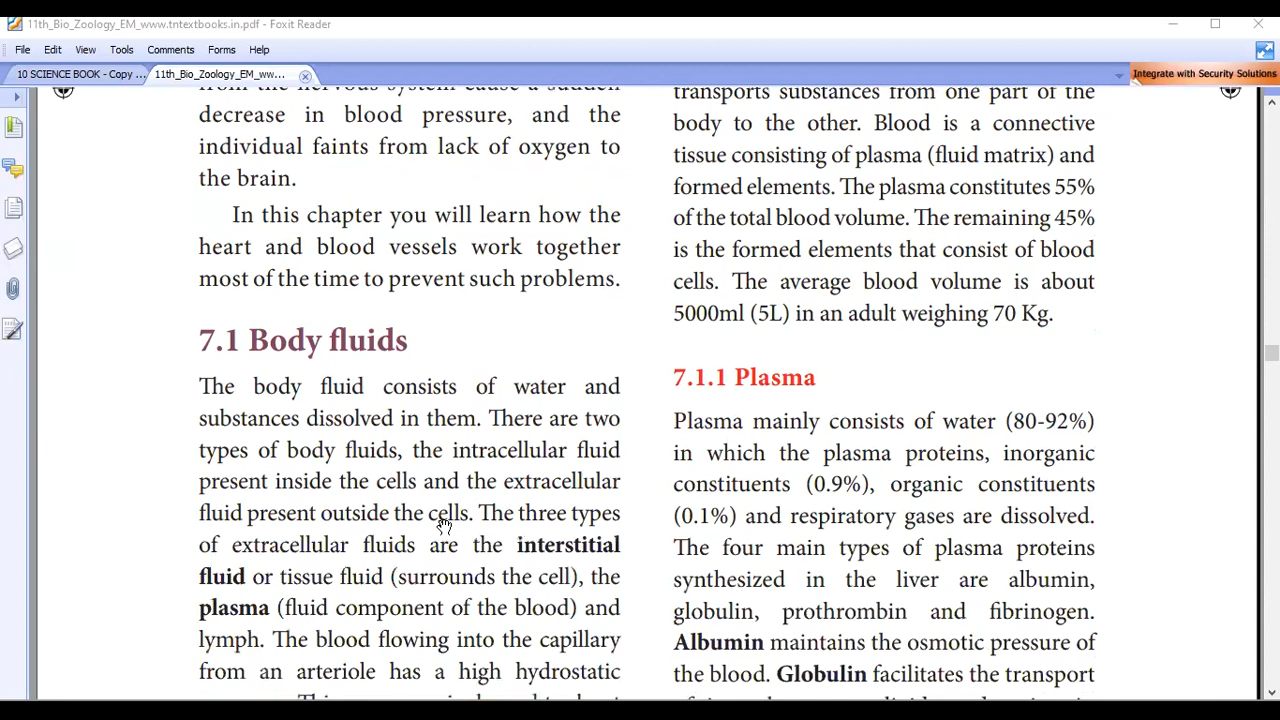 11th_Bio_Zoology_EM_www.tntextbooks.in.pdf - Foxit Reader
File Edit View Tools Comments Forms Help
10 SCIENCE BOOK - Copy ... 11th_Bio_Zoology_EM_ww...
Integrate with Security Solutions
from the nervous system cause a sudden
decrease in blood pressure, and the
individual faints from lack of oxygen to
the brain.
In this chapter you will learn how the
heart and blood vessels work together
most of the time to prevent such problems.
7.1 Body fluids
The body fluid consists of water and
substances dissolved in them. There are two
types of body fluids, the intracellular fluid
present inside the cells and the extracellular
fluid present outside the cells. The three types
of extracellular fluids are the interstitial
fluid or tissue fluid (surrounds the cell), the
plasma (fluid component of the blood) and
lymph. The blood flowing into the capillary
from an arteriole has a high hydrostatic
transports substances from one part of the
body to the other. Blood is a connective
tissue consisting of plasma (fluid matrix) and
formed elements. The plasma constitutes 55%
of the total blood volume. The remaining 45%
is the formed elements that consist of blood
cells. The average blood volume is about
5000ml (5L) in an adult weighing 70 Kg.
7.1.1 Plasma
Plasma mainly consists of water (80-92%)
in which the plasma proteins, inorganic
constituents (0.9%), organic constituents
(0.1%) and respiratory gases are dissolved.
The four main types of plasma proteins
synthesized in the liver are albumin,
globulin, prothrombin and fibrinogen.
Albumin maintains the osmotic pressure of
the blood. Globulin facilitates the transport